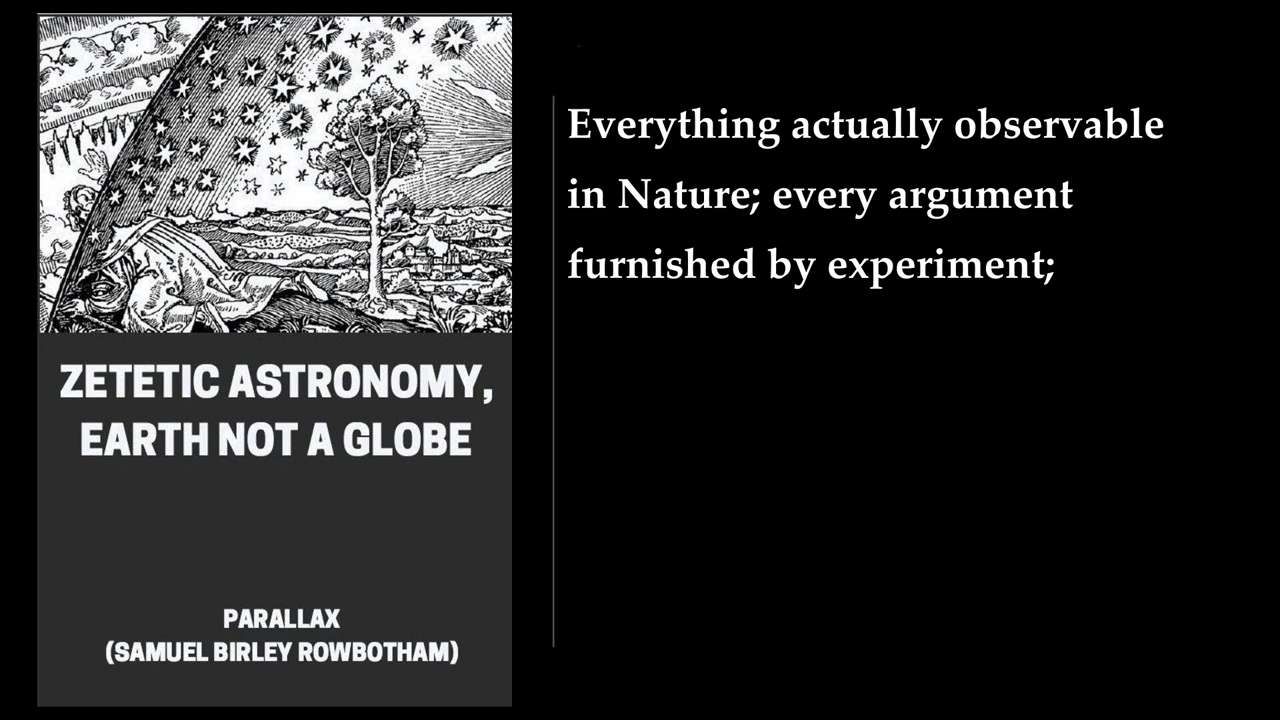 ZETETIC ASTRONOMY,
EARTH NOT A GLOBE
PARALLAX
(SAMUEL BIRLEY ROWBOTHAM)
Everything actually observable
in Nature; every argument
furnished by experiment;